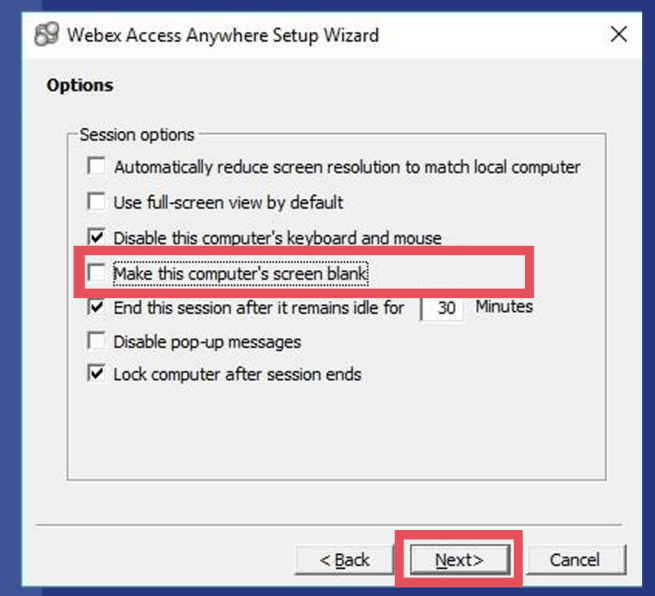 Webex Access Anywhere Setup Wizard
Options
Session options
Automatically reduce screen resolution to match local computer
Use full-screen view by default
Disable this computer's keyboard and mouse
Make this computer's screen blank
End this session after it remains idle for 30 Minutes
Disable pop-up messages
Lock computer after session ends
< Back Next> Cancel